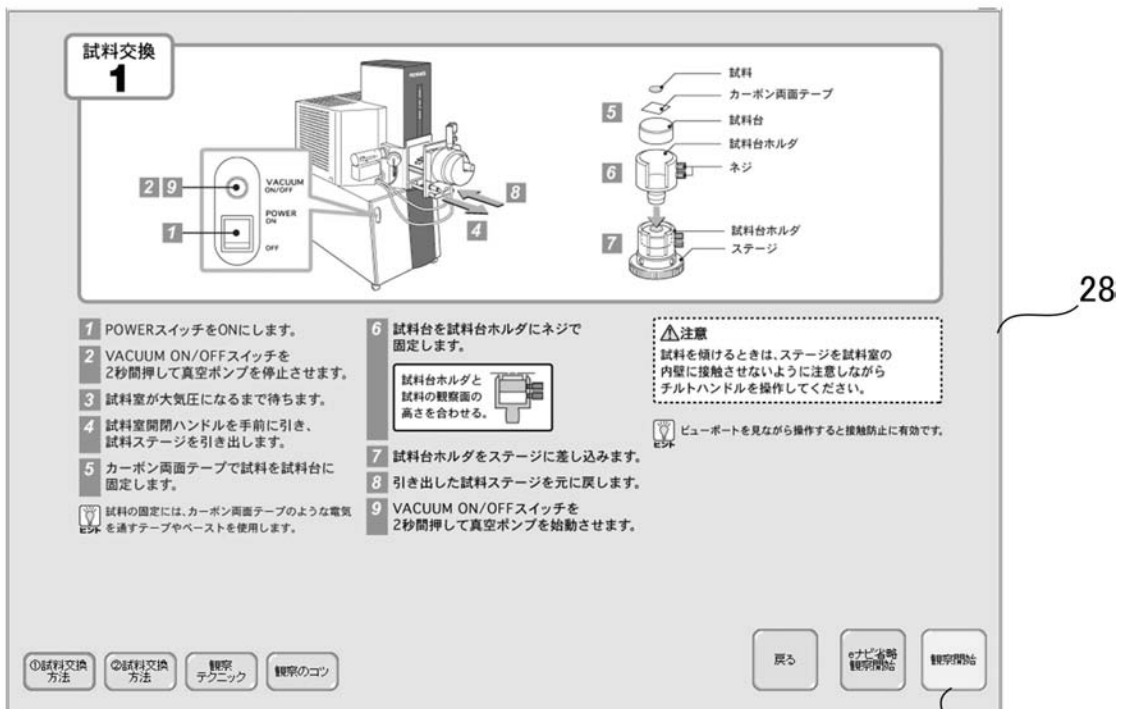 試料交換
1
試料
カーボン両面テープ
5
試料台
試料台ホルダ
6
ネジ
2 9
VACUUM
ON/OFF
8
POWER
ON
1
4
試料台ホルダ
7
ステージ
OFF
28
1 POWERスイッチをONにします。
2 VACUUM ON/OFFスイッチを
2秒間押して真空ポンプを停止させます。
3 試料室が大気圧になるまで待ちます。
4 試料室開閉ハンドルを手前に引き、
試料ステージを引き出します。
5 カーボン両面テープで試料を試料台に
固定します。
ヒント 試料の固定には、カーボン両面テープのような電気
を通すテープやペーストを使用します。
6 試料台を試料台ホルダにネジで
固定します。
試料台ホルダと
試料の観察面の
高さを合わせる。
7 試料台ホルダをステージに差し込みます。
8 引き出した試料ステージを元に戻します。
9 VACUUM ON/OFFスイッチを
2秒間押して真空ポンプを始動させます。
注意
試料を傾けるときは、ステージを試料室の
内壁に接触させないように注意しながら
チルトハンドルを操作してください。
ヒント ビューポートを見ながら操作すると接触防止に有効です。
①試料交換
方法
②試料交換
方法
観察
テクニック
観察のコツ
戻る
eナビ省略
観察開始
観察開始